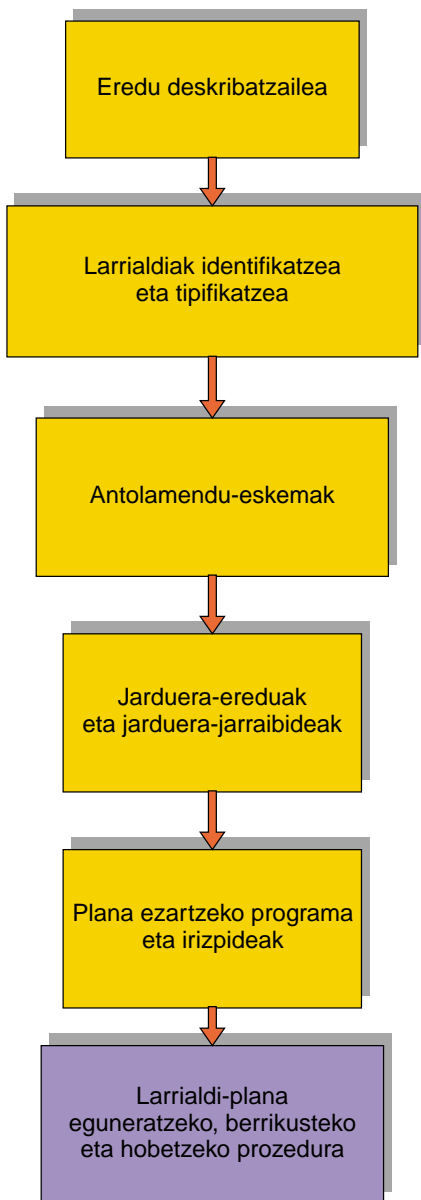 Eredu deskribatzailea
Larrialdiak identifikatzea
eta tipifikatzea
Antolamendu-eskemak
Jarduera-ereduak
eta jarduera-jarraibideak
Plana ezartzeko programa
eta irizpideak
Larrialdi-plana
eguneratzeko, berrikusteko
eta hobetzeko prozedura